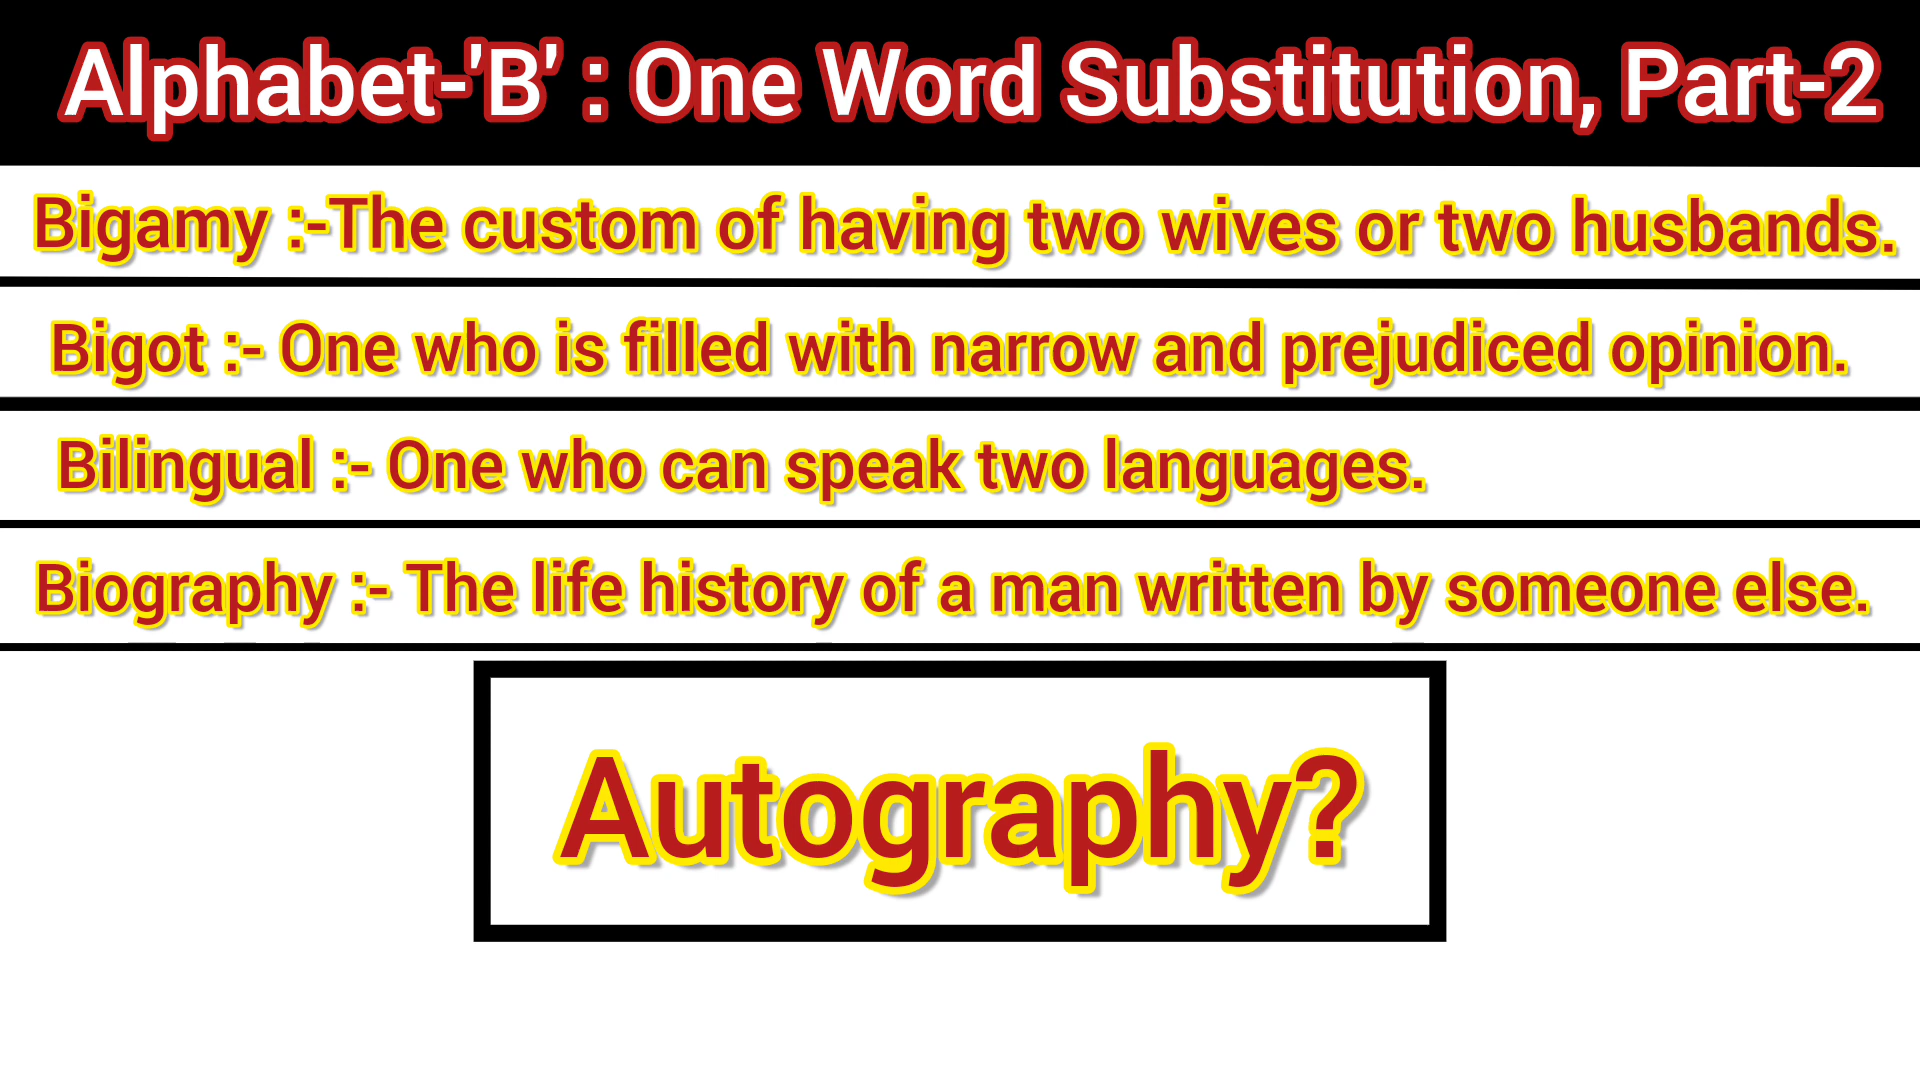 Alphabet-'B' : One Word Substitution, Part-2
Bigamy :-The custom of having two wives or two husbands.
Bigot :- One who is filled with narrow and prejudiced opinion.
Bilingual :- One who can speak two languages.
Biography :- The life history of a man written by someone else.
Autography?